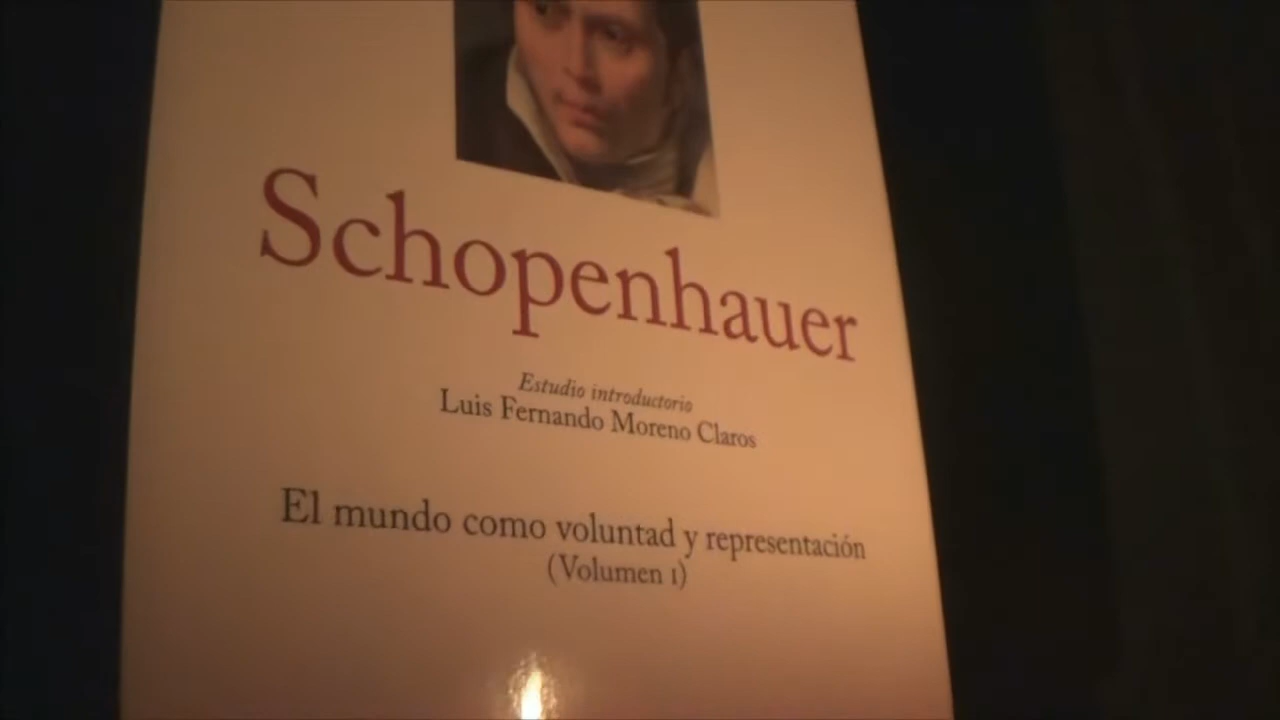 Schopenhauer
Estudio introductorio
Luis Fernando Moreno Claros
El mundo como voluntad y representación
(Volumen 1)